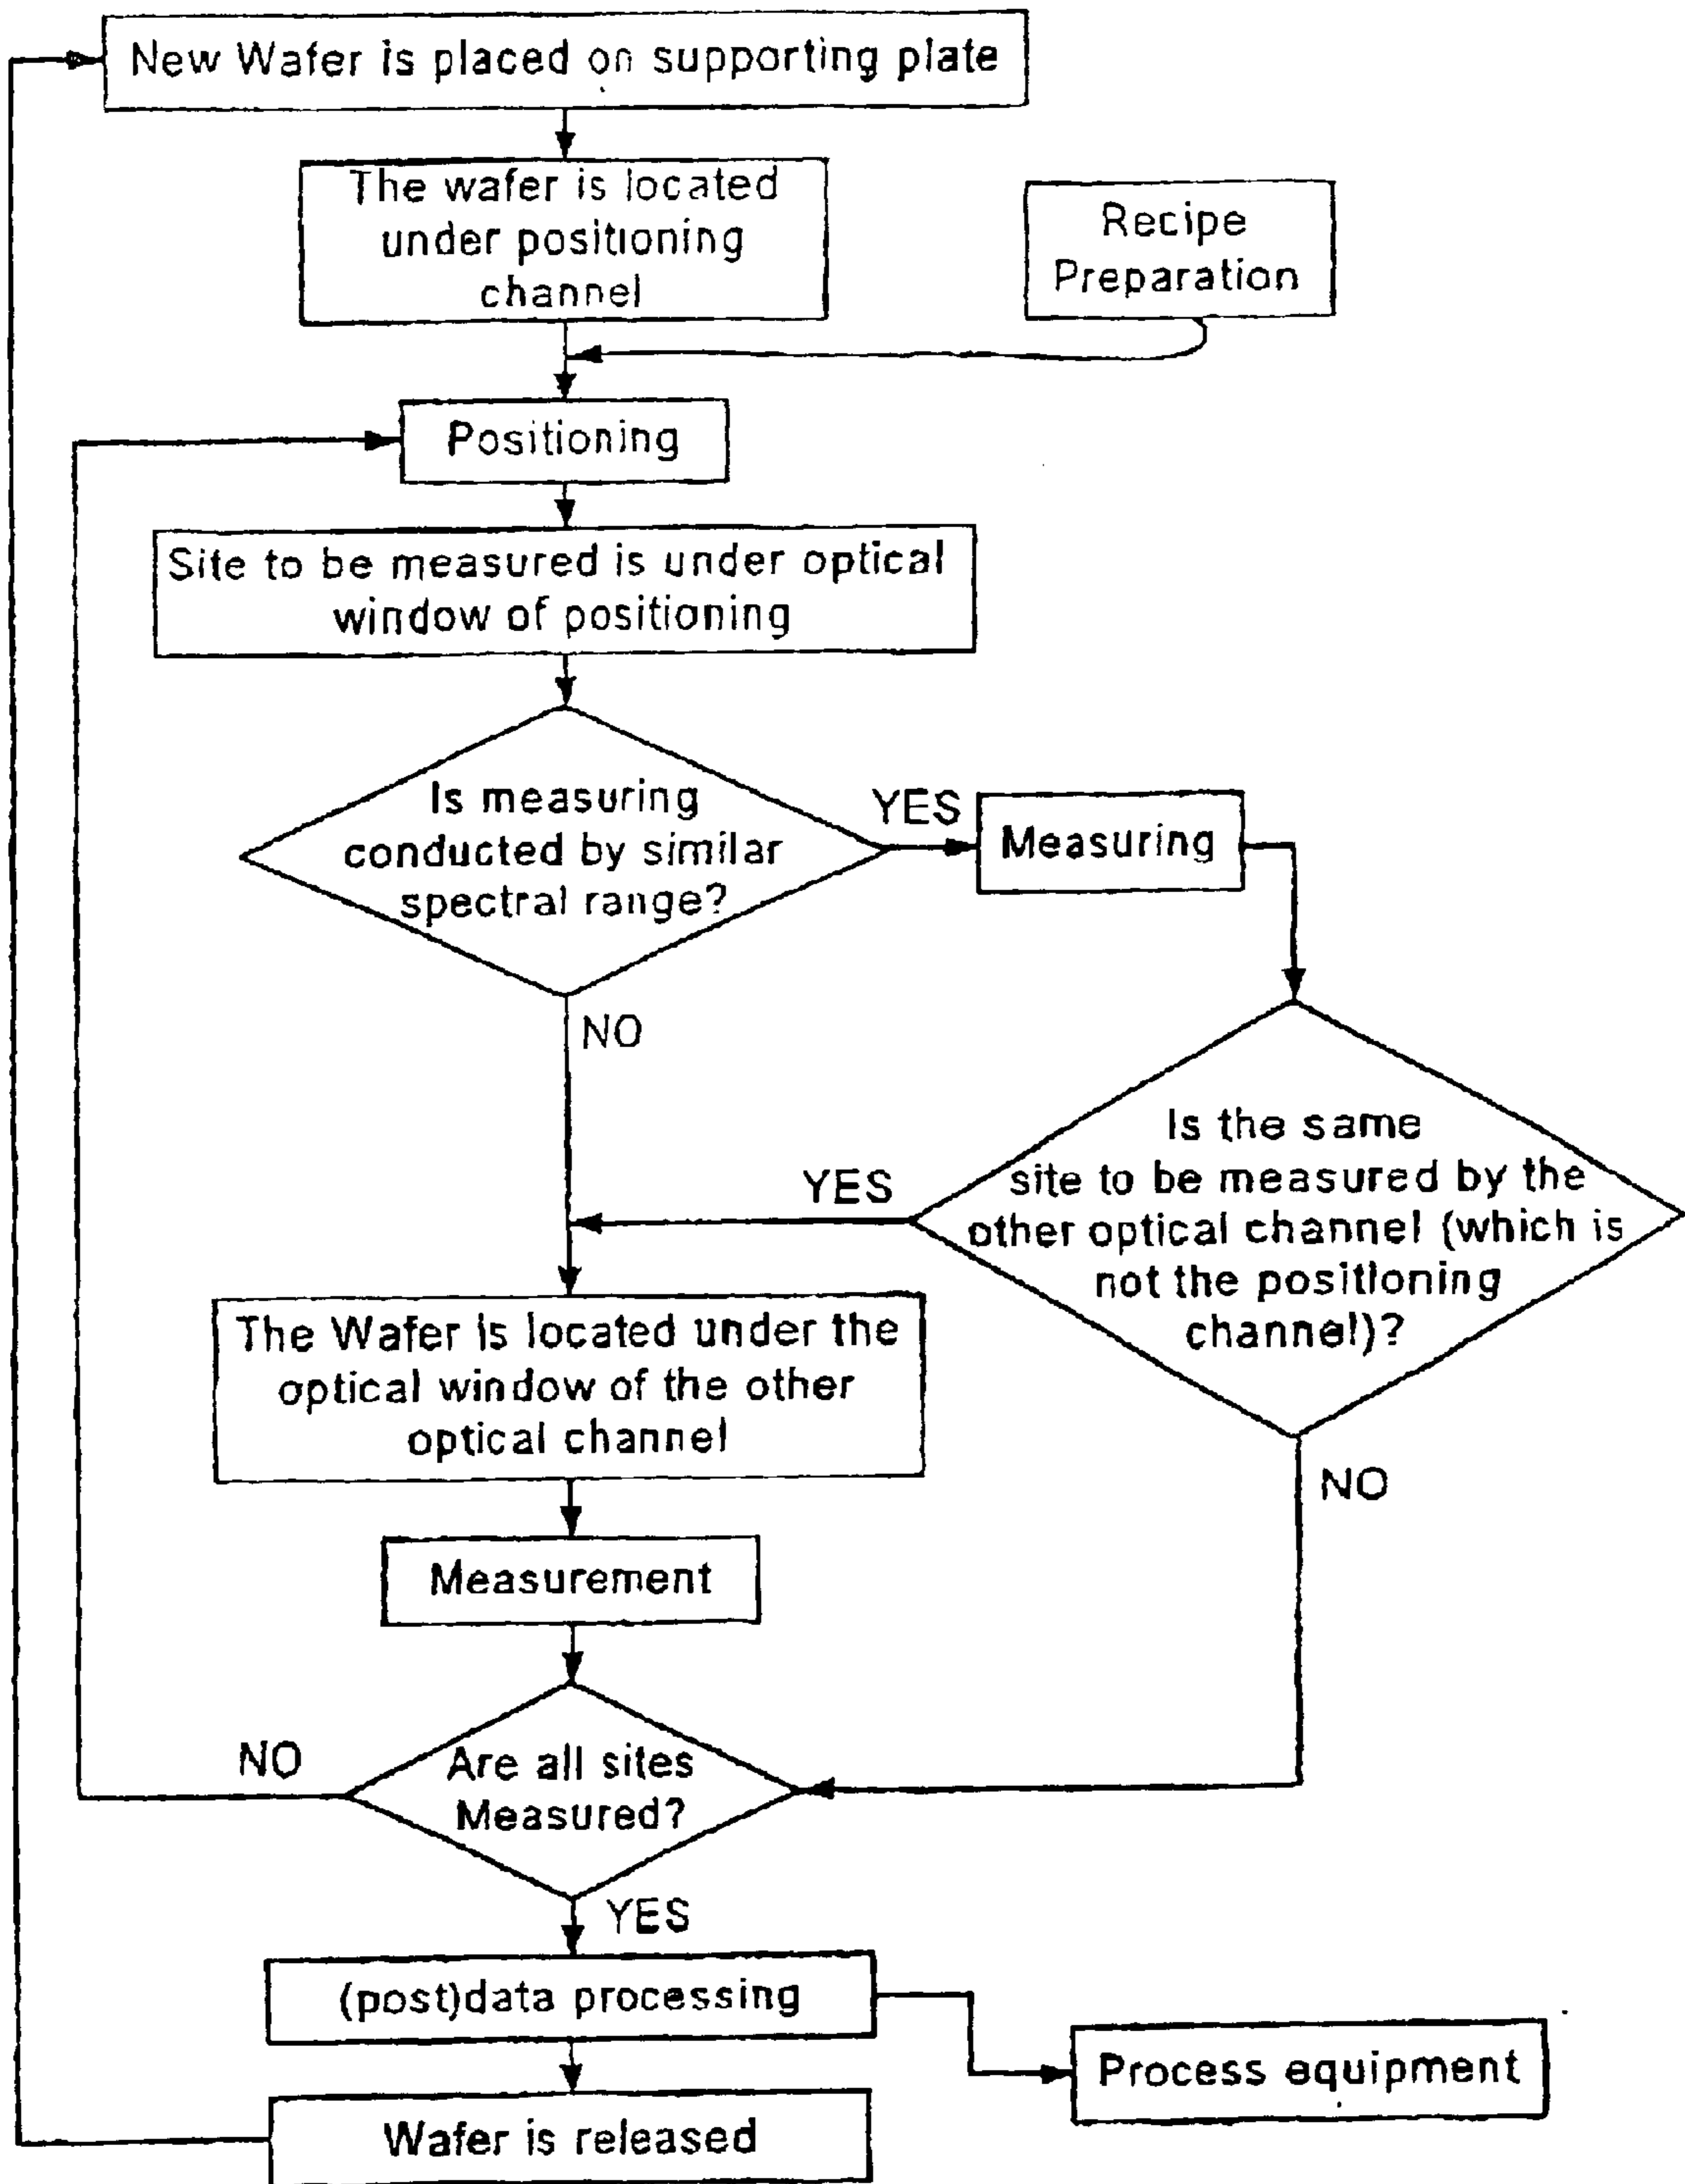 New Wafer is placed on supporting plate
The wafer is located
under positioning
channel
Recipe
Preparation
Positioning
Site to be measured is under optical
window of positioning
Is measuring
conducted by similar
spectral range?
YES
Measuring
NO
Is the same
site to be measured by the
other optical channel (which is
not the positioning
channel)?
YES
The Wafer is located under the
optical window of the other
optical channel
NO
Measurement
NO
Are all sites
Measured?
YES
(post)data processing
Process equipment
Wafer is released